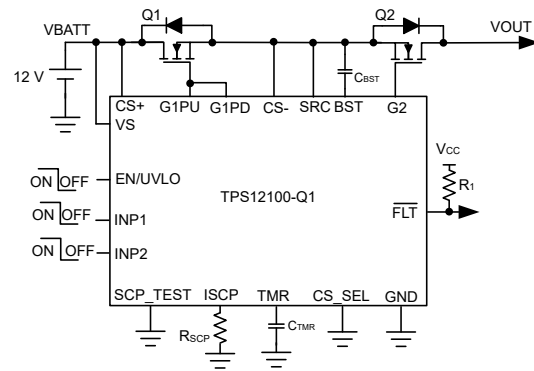 Q1
Q2
VBATT
VOUT
12 V
CBST
CS+
G1PU
G1PD
CS-
SRC
BST
G2
VS
VCC
R1
ON OFF
EN/UVLO
TPS12100-Q1
ON OFF
INP1
FLT
ON OFF
INP2
SCP_TEST
ISCP
TMR
CS_SEL
GND
RSCP
CTMR